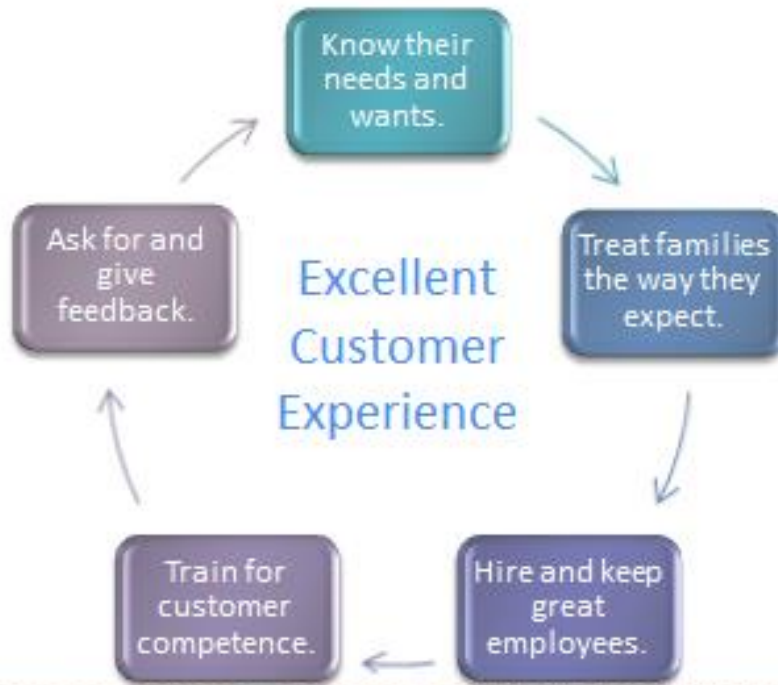 Know their
needs and
wants.
Treat families
the way they
expect.
Hire and keep
great
employees.
Train for
customer
competence.
Ask for and
give
feedback.
Excellent
Customer
Experience